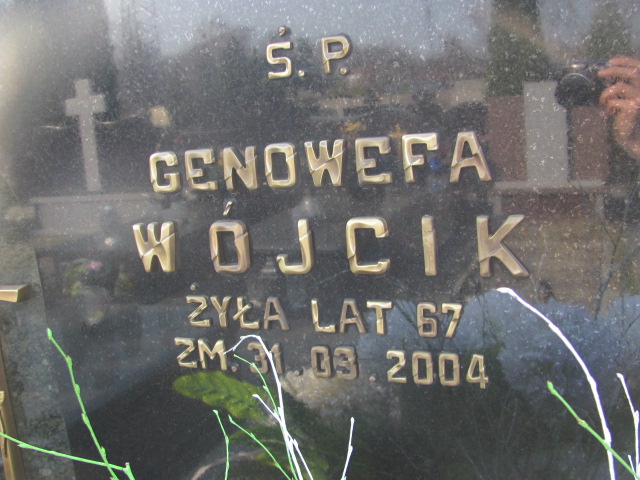 Ś.P.
GENOWEFA
WÓJCIK
ŻYŁA LAT 67
ZM. 31.03.2004